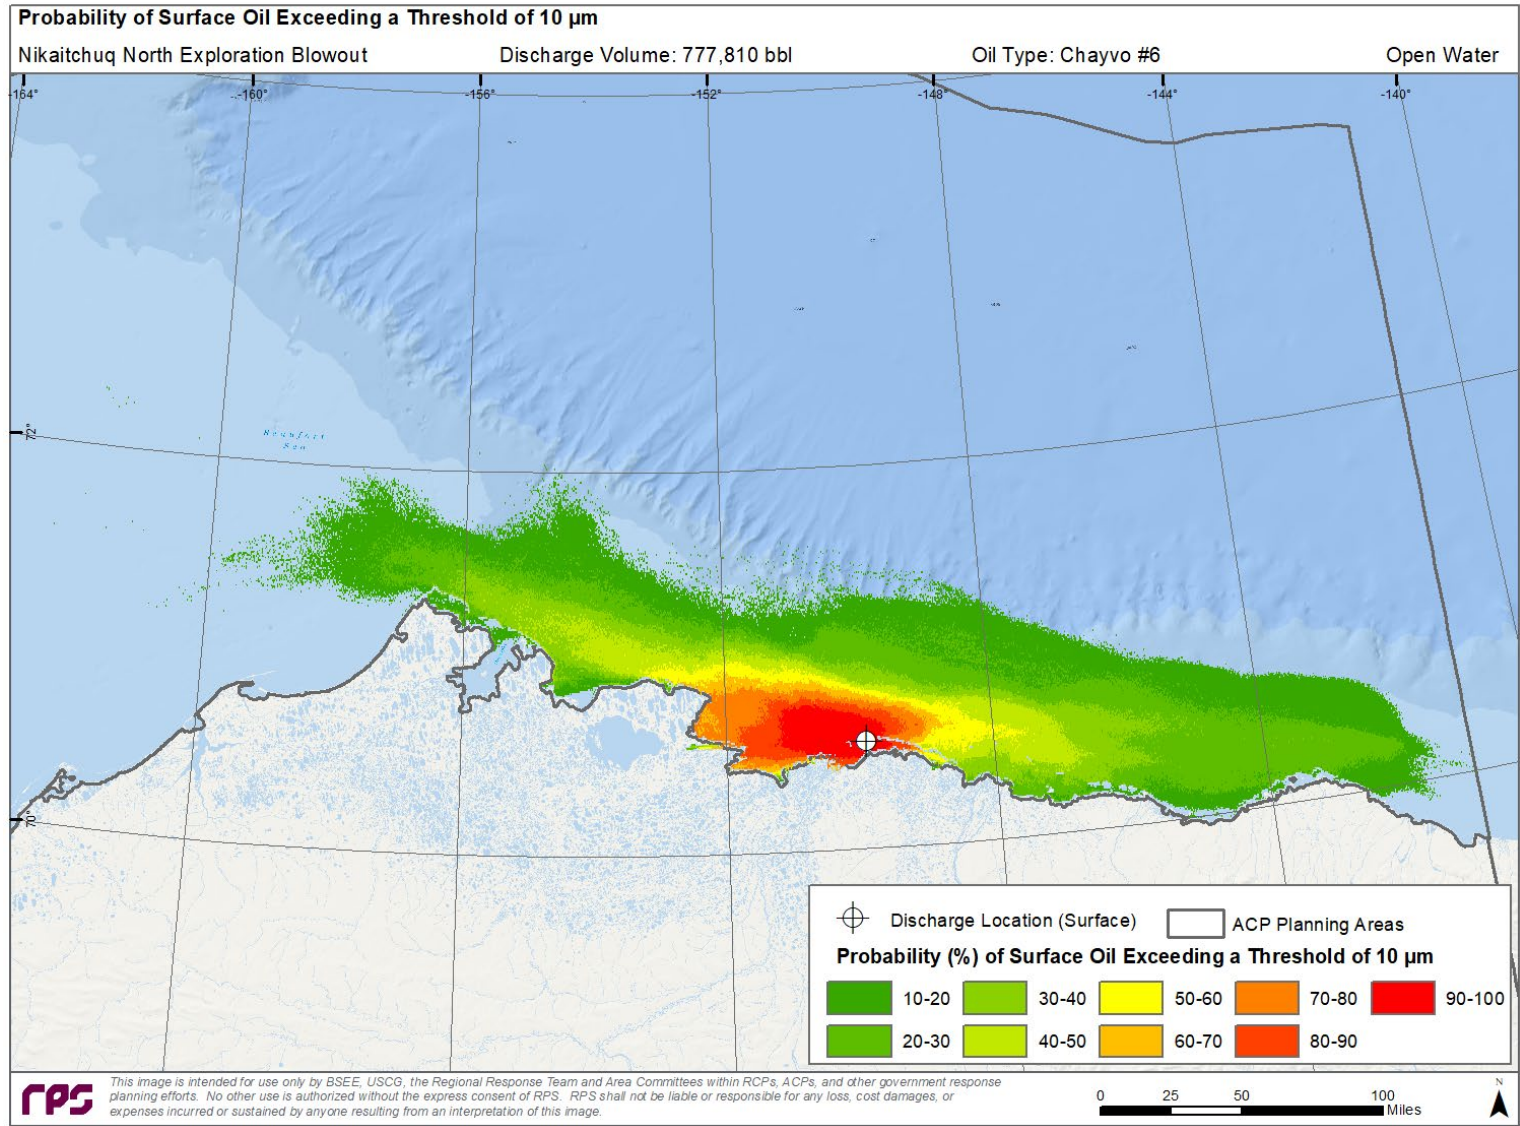 Probability of Surface Oil Exceeding a Threshold of 10 µm
Nikaitchuq North Exploration Blowout Discharge Volume: 777,810 bbl Oil Type: Chayvo #6 Open Water
-164° -160° -156° -152° -148° -144° -140°
72°
Beaufort
Sea
70°
Discharge Location (Surface) ACP Planning Areas
Probability (%) of Surface Oil Exceeding a Threshold of 10 µm
10-20 30-40 50-60 70-80 90-100
20-30 40-50 60-70 80-90
rps
This image is intended for use only by BSEE, USCG, the Regional Response Team and Area Committees within RCPs, ACPs, and other government response
planning efforts. No other use is authorized without the express consent of RPS. RPS shall not be liable or responsible for any loss, cost damages, or
expenses incurred or sustained by anyone resulting from an interpretation of this image.
0 25 50 100
Miles
N